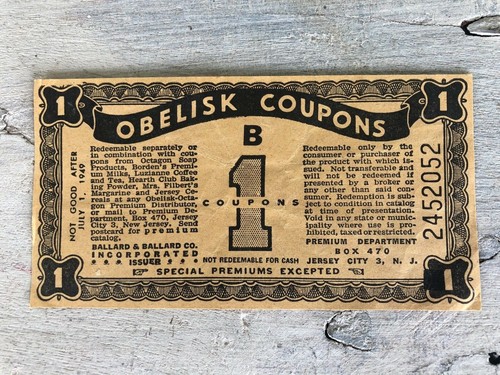 1 OBELISK COUPONS 1
NOT GOOD AFTER
JULY 1, 1949
Redeemable separately or
in combination with cou-
pons from Octagon Soap
Products, Borden's Premi-
um Milks, Luzianne Coffee
and Tea, Hearth Club Bak-
ing Powder, Mrs. Filbert's
Margarine and Jersey Ce-
reals at any Obelisk-Octa-
gon Premium Distributor,
or mail to Premium De-
partment, Box 470, Jersey
City 3, New Jersey. Send
postcard for premium
catalog.
BALLARD & BALLARD CO.
INCORPORATED
ISSUER
B
1
COUPONS
NOT REDEEMABLE FOR CASH
Redeemable only by the
consumer or purchaser of
the product with which is-
sued. Not transferable and
will not be redeemed if
presented by a broker or
any other than said con-
sumer. Redemption is sub-
ject to condition in catalog
at time of presentation.
Void in any state or munic-
ipality where use is pro-
hibited, taxed or restricted.
PREMIUM DEPARTMENT
BOX 470
JERSEY CITY 3, N. J.
2452052
1 SPECIAL PREMIUMS EXCEPTED 1